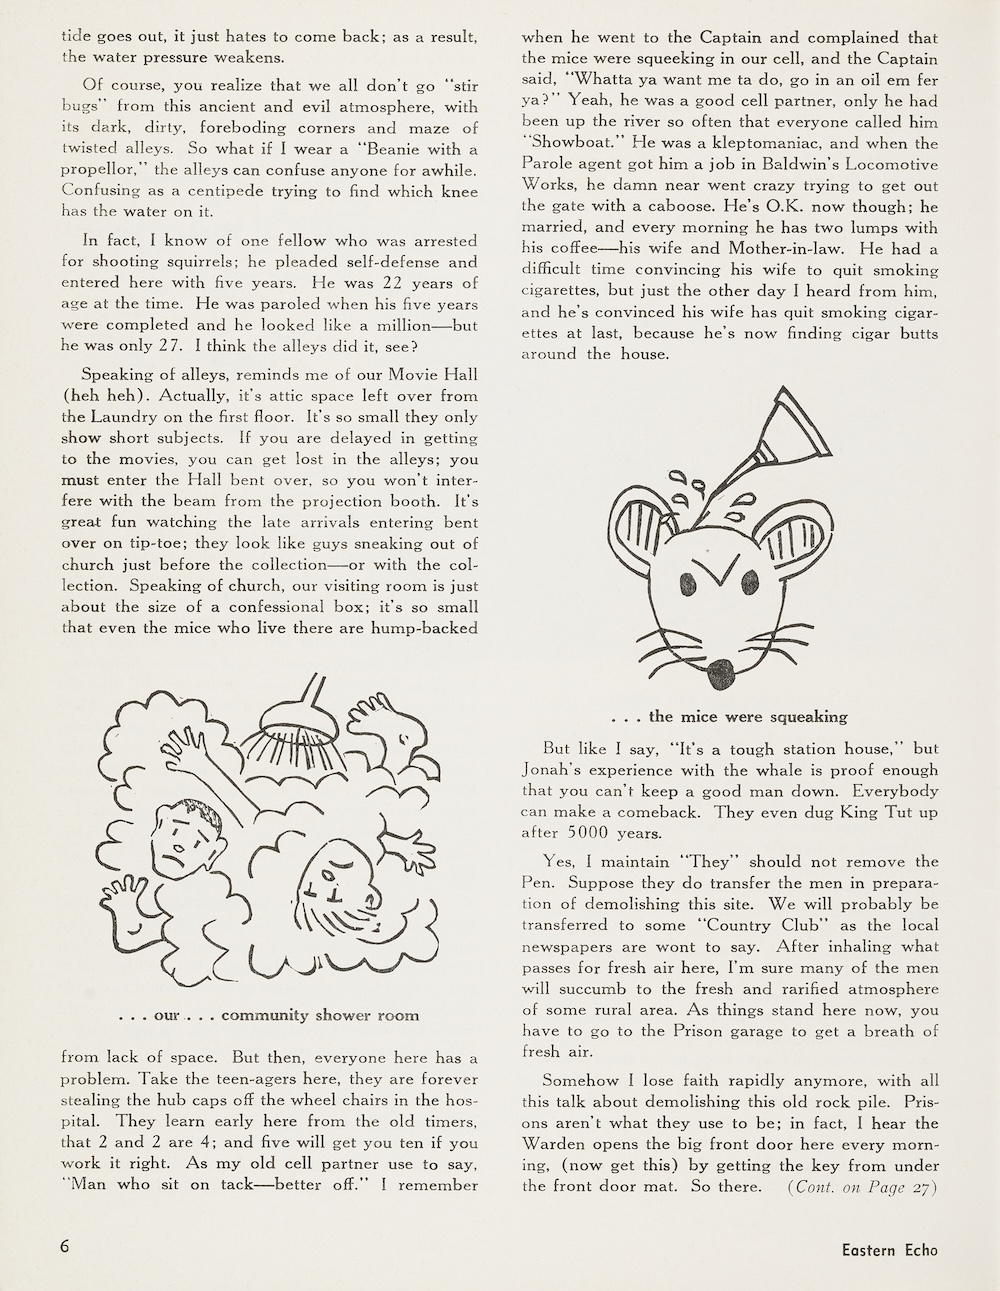 tide goes out, it just hates to come back; as a result,
the water pressure weakens.
Of course, you realize that we all don't go "stir
bugs" from this ancient and evil atmosphere, with
its dark, dirty, foreboding corners and maze of
twisted alleys. So what if I wear a "Beanie with a
propellor," the alleys can confuse anyone for awhile.
Confusing as a centipede trying to find which knee
has the water on it.
In fact, I know of one fellow who was arrested
for shooting squirrels; he pleaded self-defense and
entered here with five years. He was 22 years of
age at the time. He was paroled when his five years
were completed and he looked like a million—but
he was only 27. I think the alleys did it, see?
Speaking of alleys, reminds me of our Movie Hall
(heh heh). Actually, it's attic space left over from
the Laundry on the first floor. It's so small they only
show short subjects. If you are delayed in getting
to the movies, you can get lost in the alleys; you
must enter the Hall bent over, so you won't inter-
fere with the beam from the projection booth. It's
great fun watching the late arrivals entering bent
over on tip-toe; they look like guys sneaking out of
church just before the collection—or with the col-
lection. Speaking of church, our visiting room is just
about the size of a confessional box; it's so small
that even the mice who live there are hump-backed
. . . our . . . community shower room
from lack of space. But then, everyone here has a
problem. Take the teen-agers here, they are forever
stealing the hub caps off the wheel chairs in the hos-
pital. They learn early here from the old timers,
that 2 and 2 are 4; and five will get you ten if you
work it right. As my old cell partner use to say,
"Man who sit on tack—better off." I remember
when he went to the Captain and complained that
the mice were squeeking in our cell, and the Captain
said, "Whatta ya want me ta do, go in an oil em fer
ya?" Yeah, he was a good cell partner, only he had
been up the river so often that everyone called him
"Showboat." He was a kleptomaniac, and when the
Parole agent got him a job in Baldwin's Locomotive
Works, he damn near went crazy trying to get out
the gate with a caboose. He's O.K. now though; he
married, and every morning he has two lumps with
his coffee—his wife and Mother-in-law. He had a
difficult time convincing his wife to quit smoking
cigarettes, but just the other day I heard from him,
and he's convinced his wife has quit smoking cigar-
ettes at last, because he's now finding cigar butts
around the house.
. . . the mice were squeaking
But like I say, "It's a tough station house," but
Jonah's experience with the whale is proof enough
that you can't keep a good man down. Everybody
can make a comeback. They even dug King Tut up
after 5000 years.
Yes, I maintain "They" should not remove the
Pen. Suppose they do transfer the men in prepara-
tion of demolishing this site. We will probably be
transferred to some "Country Club" as the local
newspapers are wont to say. After inhaling what
passes for fresh air here, I'm sure many of the men
will succumb to the fresh and rarified atmosphere
of some rural area. As things stand here now, you
have to go to the Prison garage to get a breath of
fresh air.
Somehow I lose faith rapidly anymore, with all
this talk about demolishing this old rock pile. Pris-
ons aren't what they use to be; in fact, I hear the
Warden opens the big front door here every morn-
ing, (now get this) by getting the key from under
the front door mat. So there. (Cont. on Page 27)
6
Eastern Echo